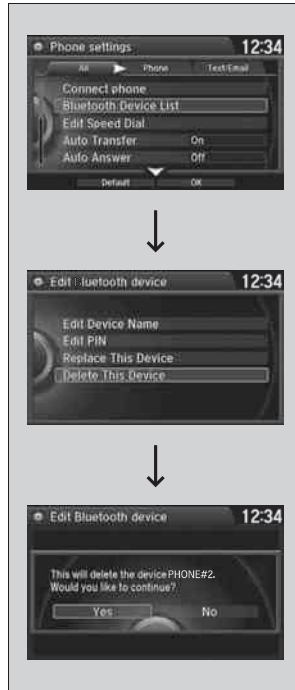 Phone settings 12:34
All Phone Text/Email
Connect phone
Bluetooth Device List
Edit Speed Dial
Auto Transfer On
Auto Answer Off
Default OK
Edit Bluetooth device 12:34
Edit Device Name
Edit PIN
Replace This Device
Delete This Device
Edit Bluetooth device 12:34
This will delete the device PHONE#2.
Would you like to continue?
Yes No